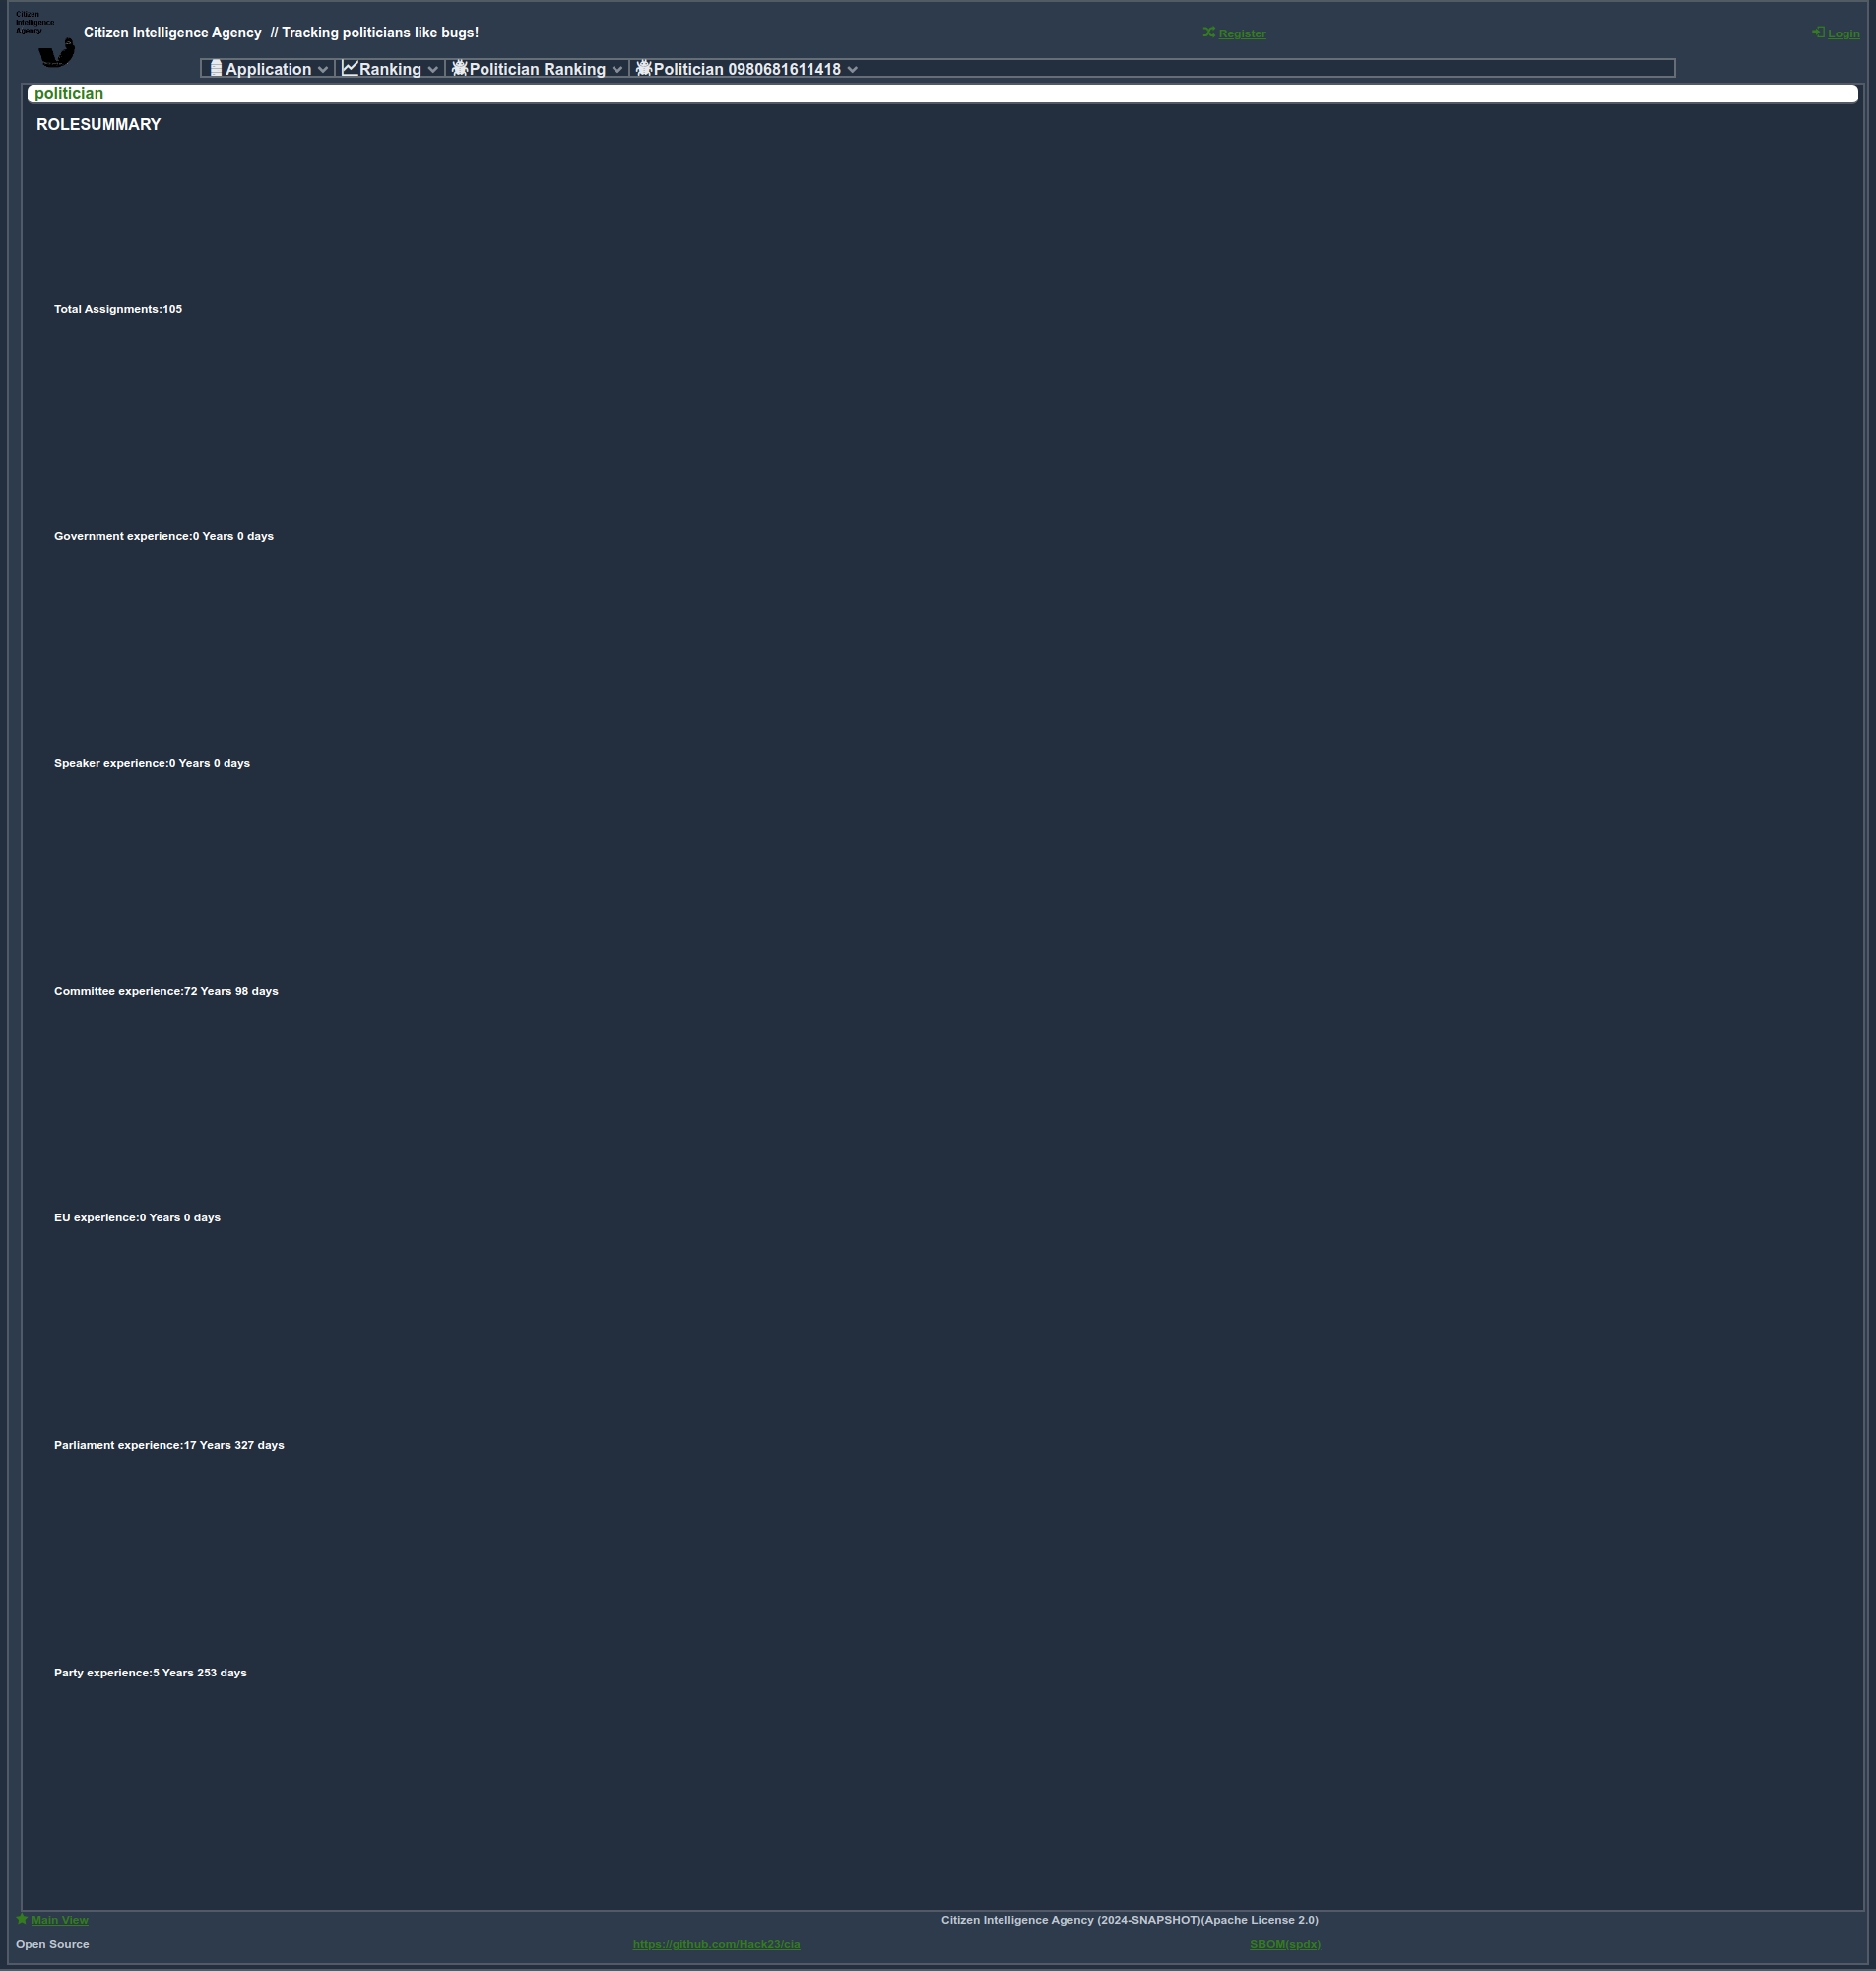 Citizen
Intelligence
Agency
Citizen Intelligence Agency // Tracking politicians like bugs!
Register
Login
Application
Ranking
Politician Ranking
Politician 0980681611418
politician
ROLESUMMARY
Total Assignments:105
Government experience:0 Years 0 days
Speaker experience:0 Years 0 days
Committee experience:72 Years 98 days
EU experience:0 Years 0 days
Parliament experience:17 Years 327 days
Party experience:5 Years 253 days
Main View
Citizen Intelligence Agency (2024-SNAPSHOT)(Apache License 2.0)
Open Source
https://github.com/Hack23/cia
SBOM(spdx)